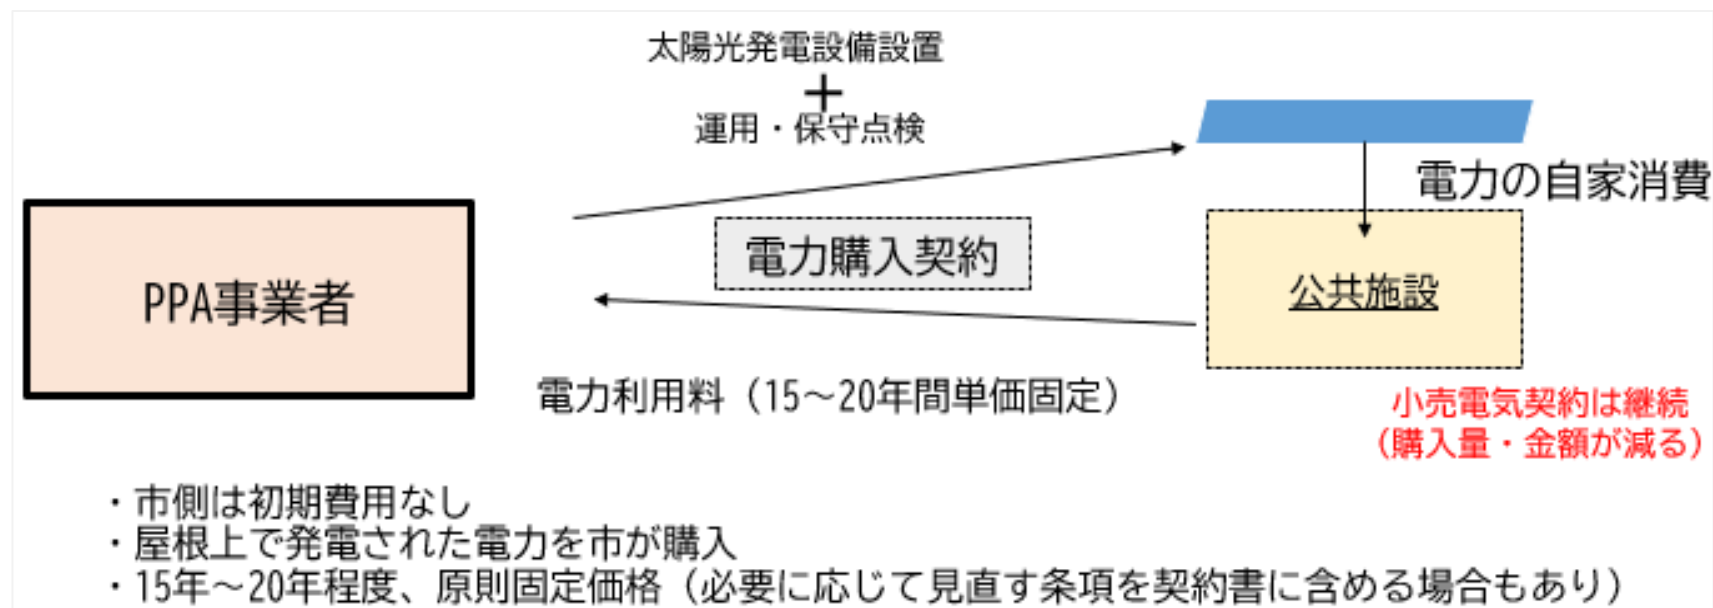 太陽光発電設備設置
＋
運用・保守点検
電力の自家消費
電力購入契約
PPA事業者
公共施設
電力利用料（15～20年間単価固定）
小売電気契約は継続
（購入量・金額が減る）
・市側は初期費用なし
・屋根上で発電された電力を市が購入
・15年～20年程度、原則固定価格（必要に応じて見直す条項を契約書に含める場合もあり）